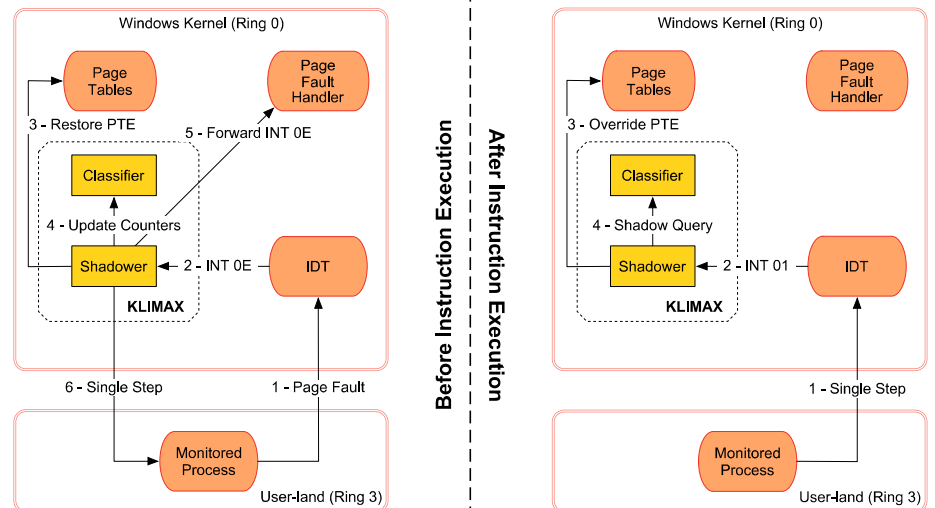 Windows Kernel (Ring 0)
Page
Tables
Page
Fault
Handler
3 - Restore PTE
5 - Forward INT 0E
Classifier
4 - Update Counters
Shadower
2 - INT 0E
IDT
KLIMAX
6 - Single Step
1 - Page Fault
Monitored
Process
User-land (Ring 3)
Before Instruction Execution
After Instruction Execution
Windows Kernel (Ring 0)
Page
Tables
Page
Fault
Handler
3 - Override PTE
Classifier
4 - Shadow Query
Shadower
2 - INT 01
IDT
KLIMAX
1 - Single Step
Monitored
Process
User-land (Ring 3)